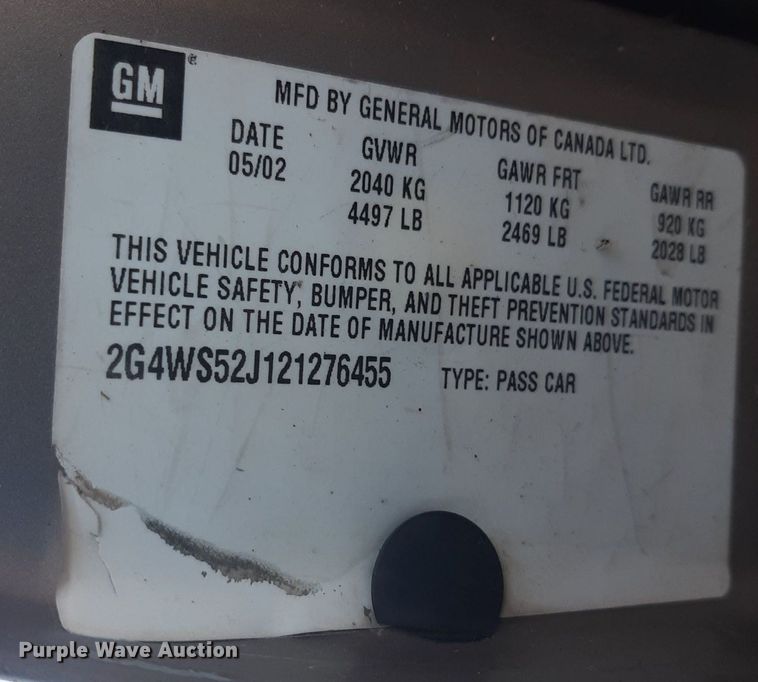 GM
MFD BY GENERAL MOTORS OF CANADA LTD.
DATE GVWR GAWR FRT GAWR RR
05/02 2040 KG 1120 KG 920 KG
4497 LB 2469 LB 2028 LB
THIS VEHICLE CONFORMS TO ALL APPLICABLE U.S. FEDERAL MOTOR
VEHICLE SAFETY, BUMPER, AND THEFT PREVENTION STANDARDS IN
EFFECT ON THE DATE OF MANUFACTURE SHOWN ABOVE.
2G4WS52J121276455 TYPE: PASS CAR
Purple Wave Auction